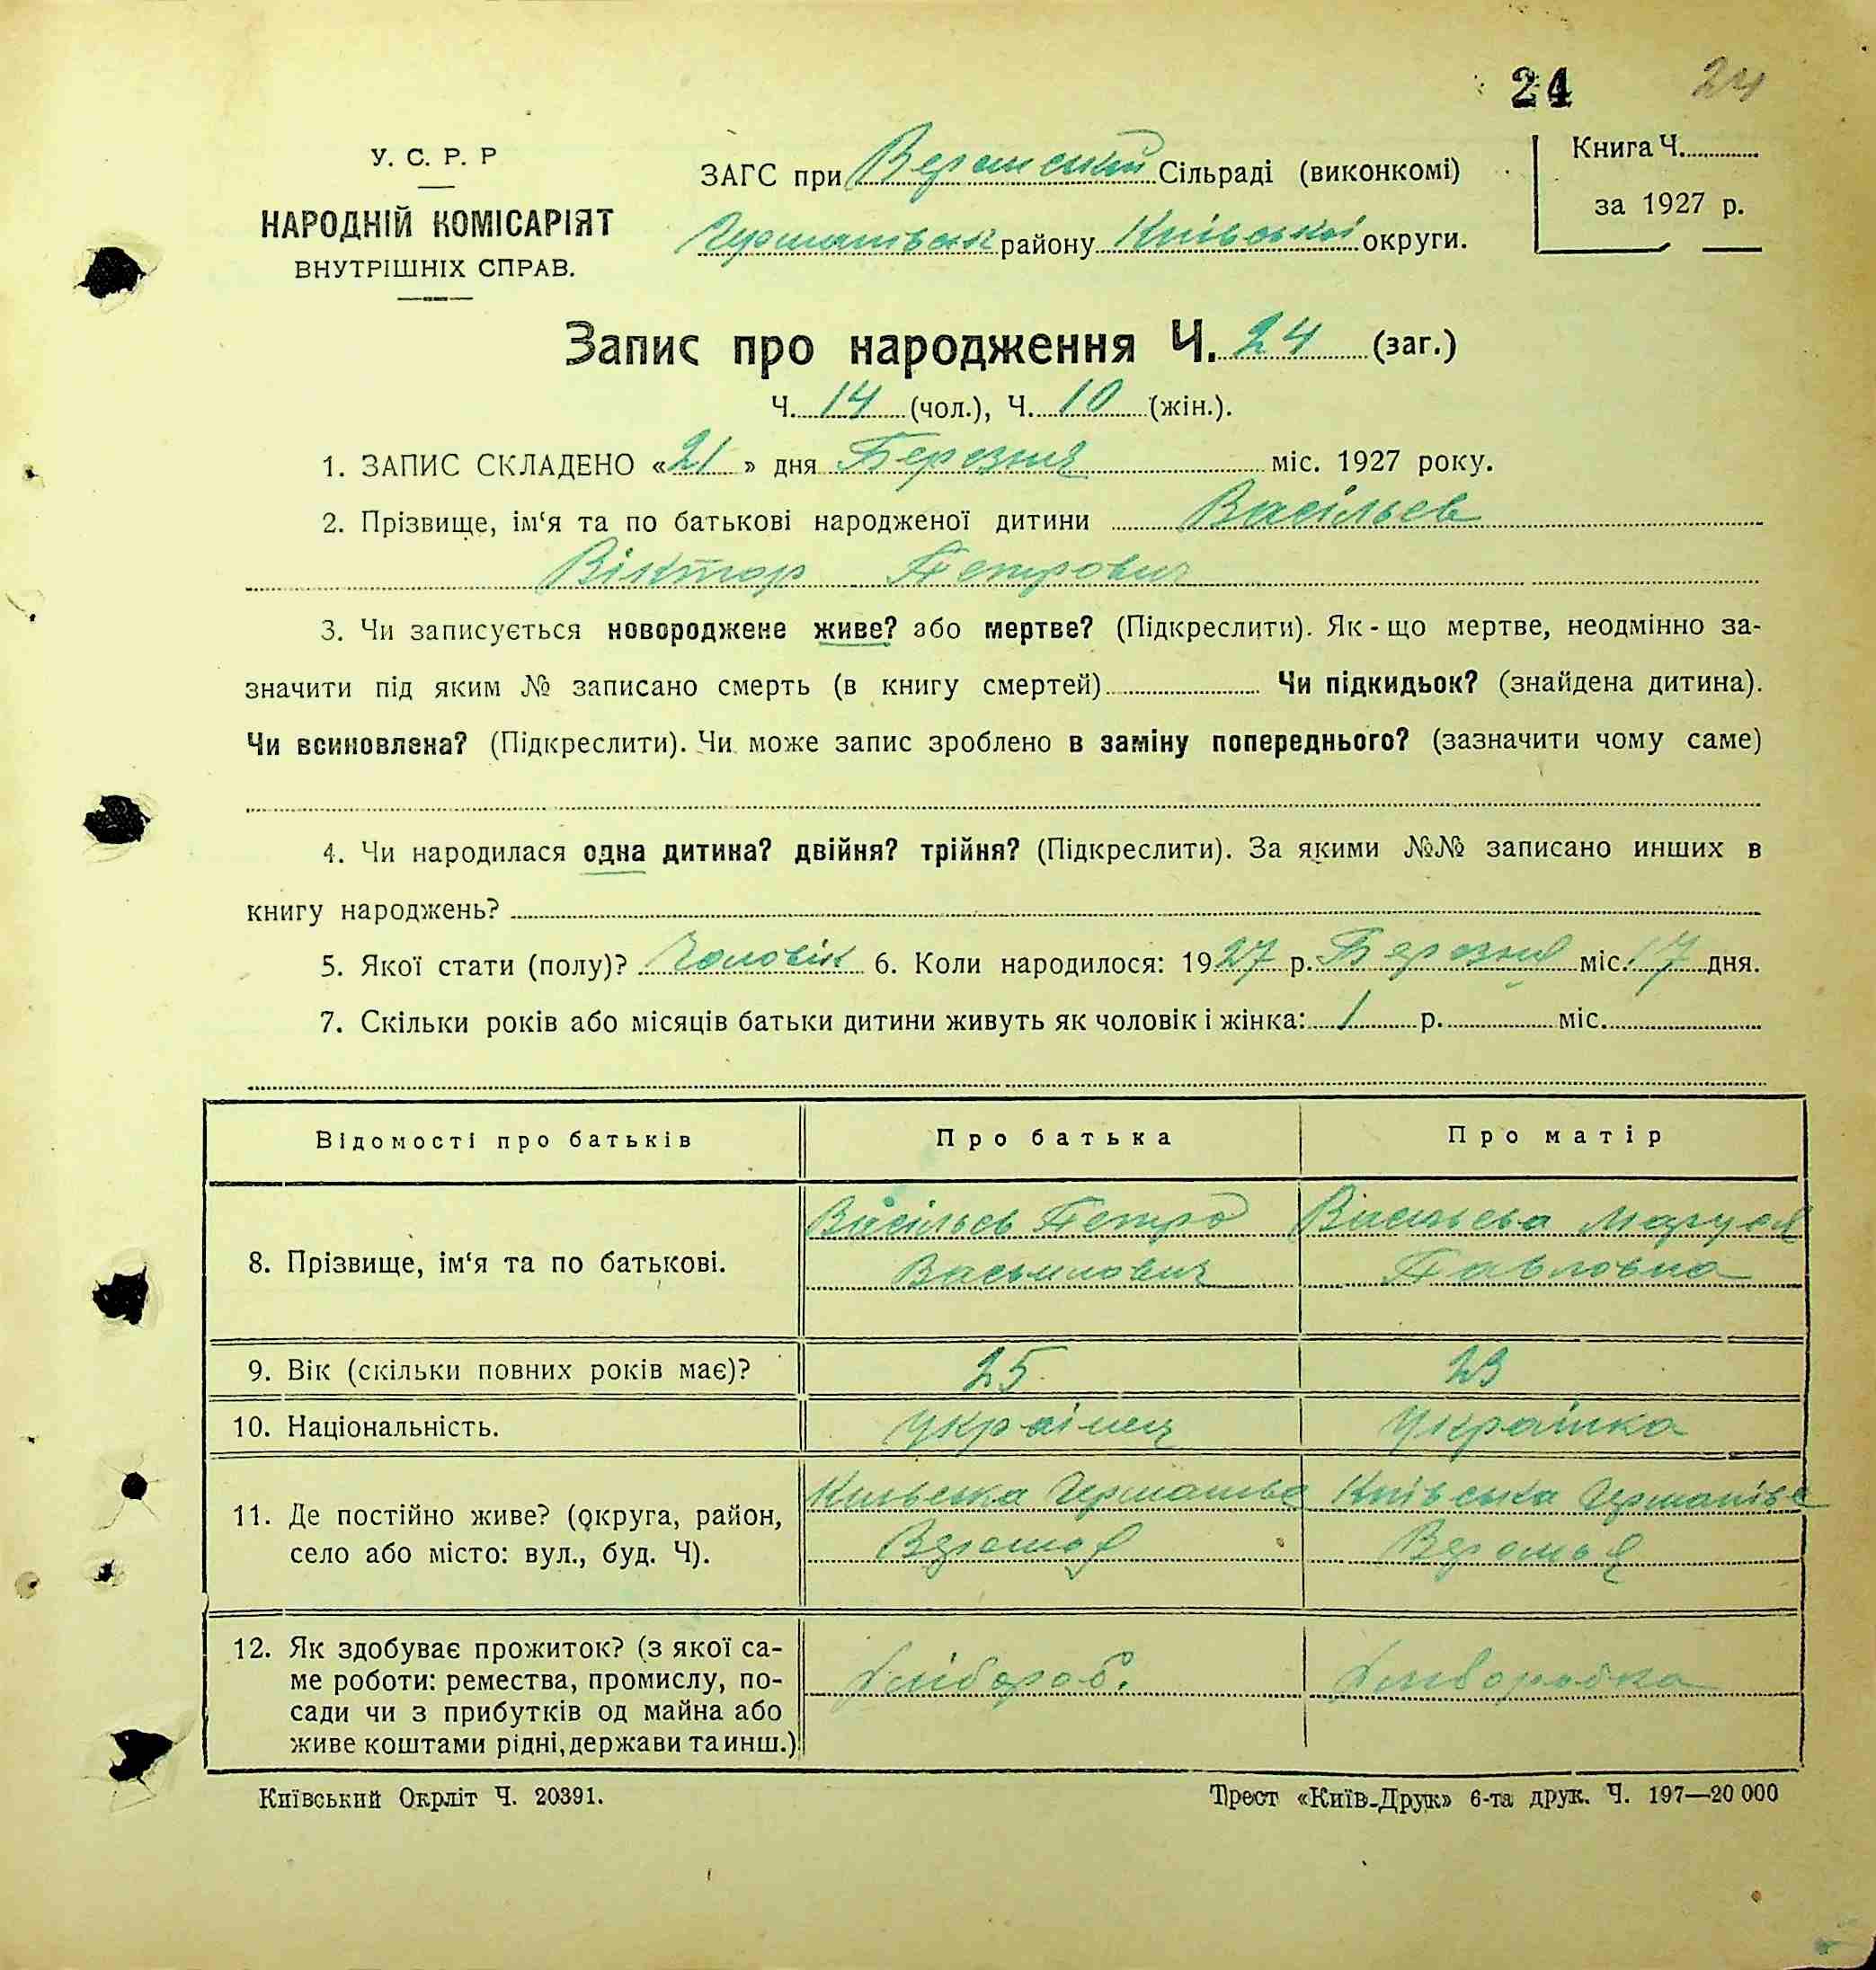 24 24
У. С. Р. Р
НАРОДНІЙ КОМІСАРІЯТ
ВНУТРІШНІХ СПРАВ.
ЗАГС при Сільраді (виконкомі)
району Київської округи.
Книга Ч.
за 1927 р.
Запис про народження Ч. 24 (заг.)
Ч. 14 (чол.), Ч. 10 (жін.).
1. ЗАПИС СКЛАДЕНО «21» дня Березня міс. 1927 року.
2. Прізвище, ім‘я та по батькові народженої дитини Васільєв
Віктор Петрович
3. Чи записується новороджене живе? або мертве? (Підкреслити). Як-що мертве, неодмінно за-
значити під яким № записано смерть (в книгу смертей) Чи підкидьок? (знайдена дитина).
Чи всиновлена? (Підкреслити). Чи може запис зроблено в заміну попереднього? (зазначити чому саме)
4. Чи народилася одна дитина? двійня? трійня? (Підкреслити). За якими №№ записано инших в
книгу народжень?
5. Якої стати (полу)? Чоловік 6. Коли народилося: 1927 р. Березня міс. 17 дня.
7. Скільки років або місяців батьки дитини живуть як чоловік і жінка: 1 р. міс.
Відомості про батьків Про батька Про матір
8. Прізвище, ім‘я та по батькові.
Васільєв Петро
Васильович
Васильєва Маруся
Павловна
9. Вік (скільки повних років має)? 25 23
10. Національність. Українец Українка
11. Де постійно живе? (округа, район,
село або місто: вул., буд. Ч).
Київська
Київська
12. Як здобуває прожиток? (з якої са-
ме роботи: ремества, промислу, по-
сади чи з прибутків од майна або
живе коштами рідні, держави та инш.)
Хлібороб. Хліборобка
Київський Окрліт Ч. 20391.
Трест «Київ-Друк» 6-та друк. Ч. 197—20 000